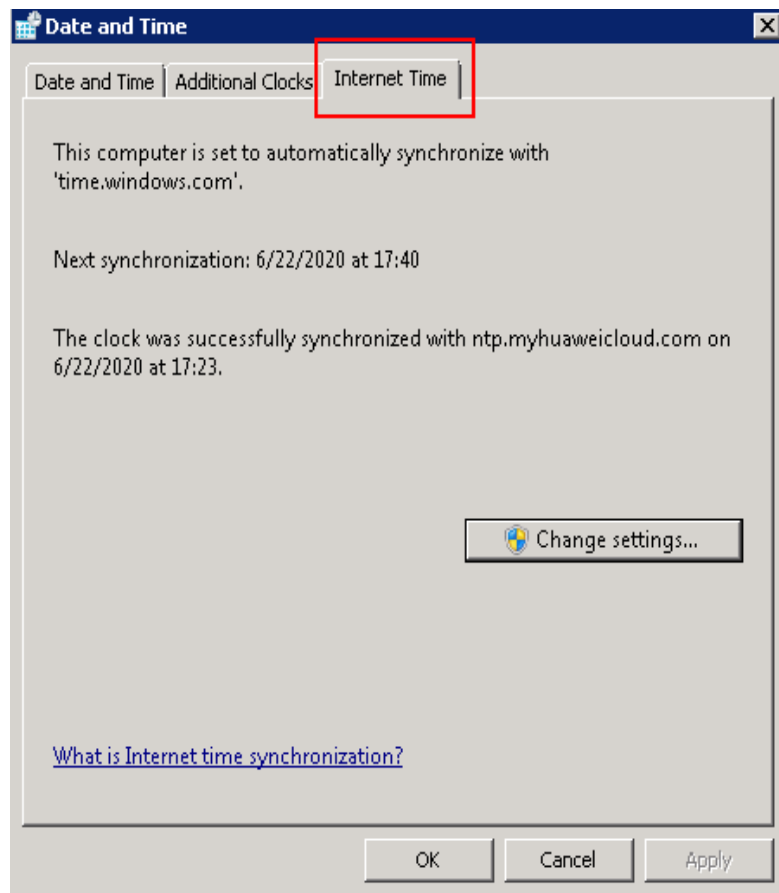 Date and Time
Date and Time
Additional Clocks
Internet Time
This computer is set to automatically synchronize with
'time.windows.com'.
Next synchronization: 6/22/2020 at 17:40
The clock was successfully synchronized with ntp.myhuaweicloud.com on
6/22/2020 at 17:23.
Change settings...
What is Internet time synchronization?
OK
Cancel
Apply